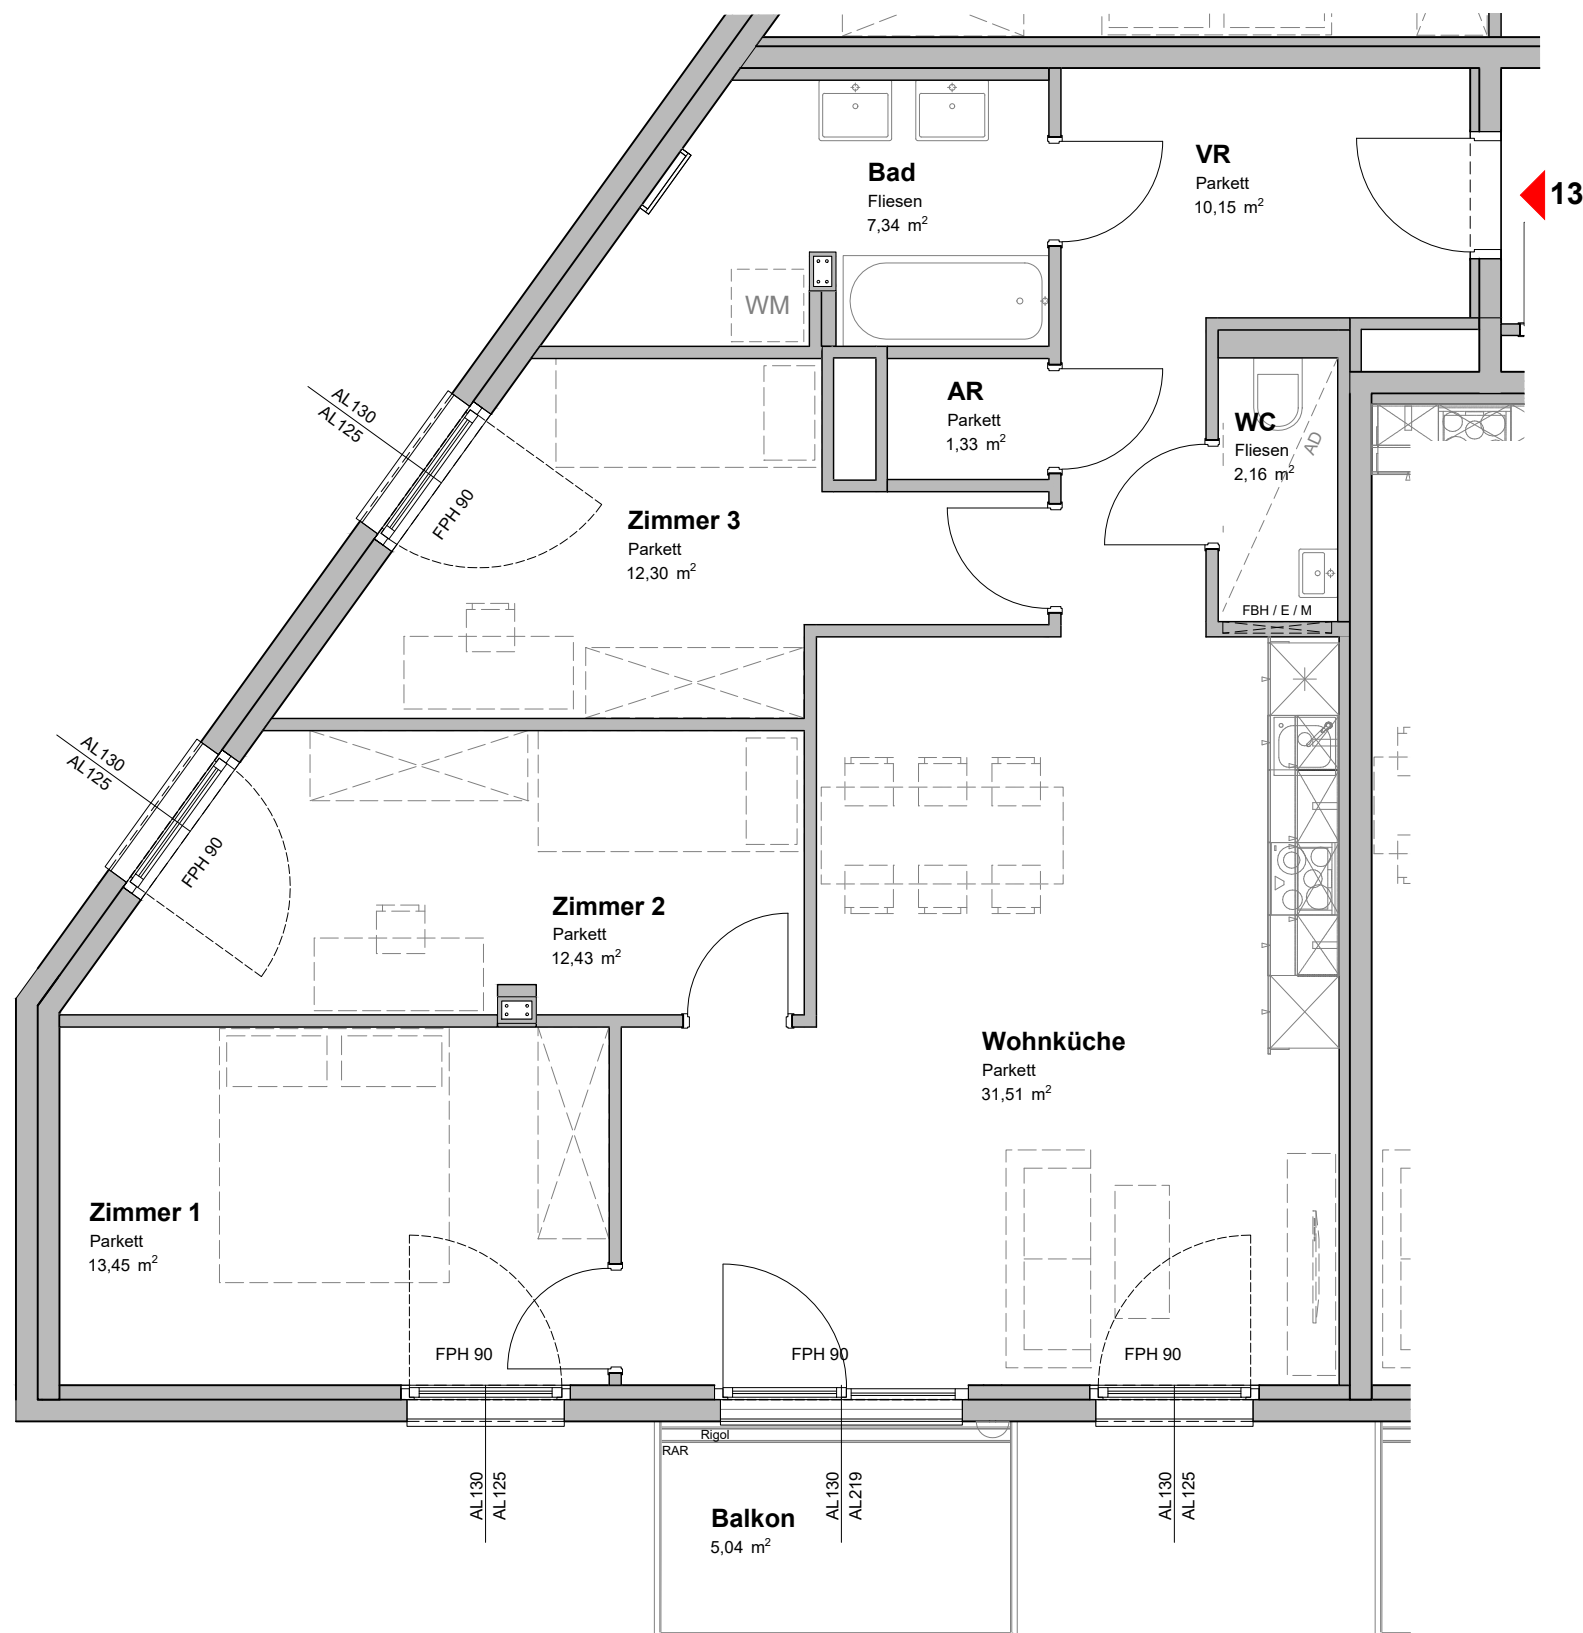 Bad
Fliesen
7,34 m²
VR
Parkett
10,15 m²
13
WM
AL130
AL125
FPH 90
AR
Parkett
1,33 m²
WC
Fliesen
2,16 m²
AD
FBH / E / M
Zimmer 3
Parkett
12,30 m²
AL130
AL125
FPH 90
Zimmer 2
Parkett
12,43 m²
Wohnküche
Parkett
31,51 m²
Zimmer 1
Parkett
13,45 m²
FPH 90
FPH 90
FPH 90
Rigol
RAR
AL130
AL125
AL130
AL219
AL130
AL125
Balkon
5,04 m²